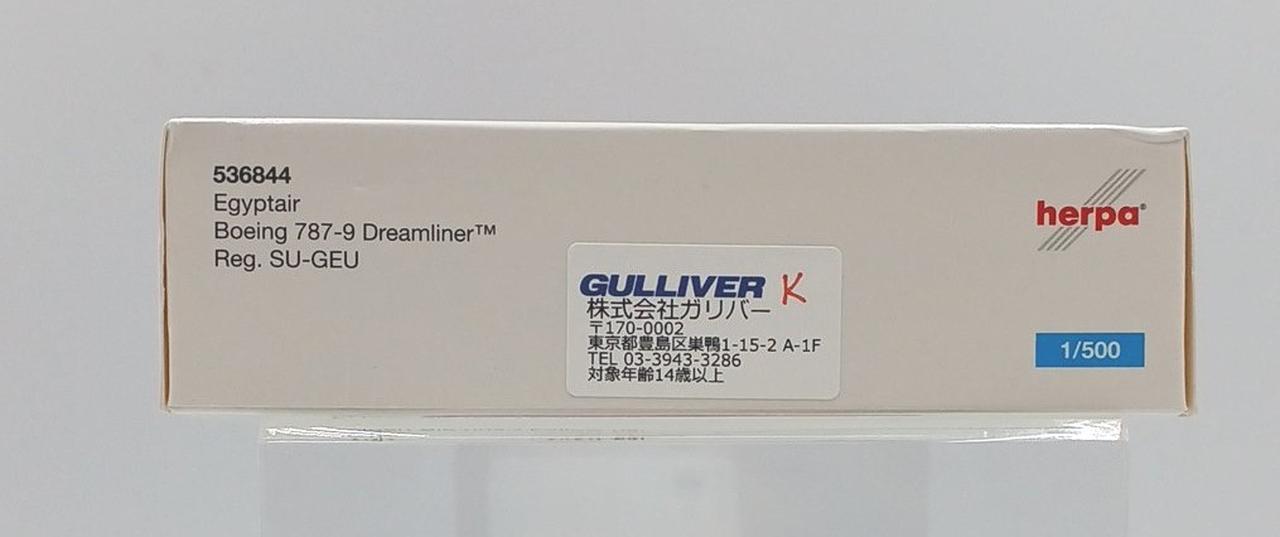 536844
Egyptair
Boeing 787-9 Dreamliner™
Reg. SU-GEU
herpa®
GULLIVER K
株式会社ガリバー
〒170-0002
東京都豊島区巣鴨1-15-2 A-1F
TEL 03-3943-3286
対象年齢14歳以上
1/500